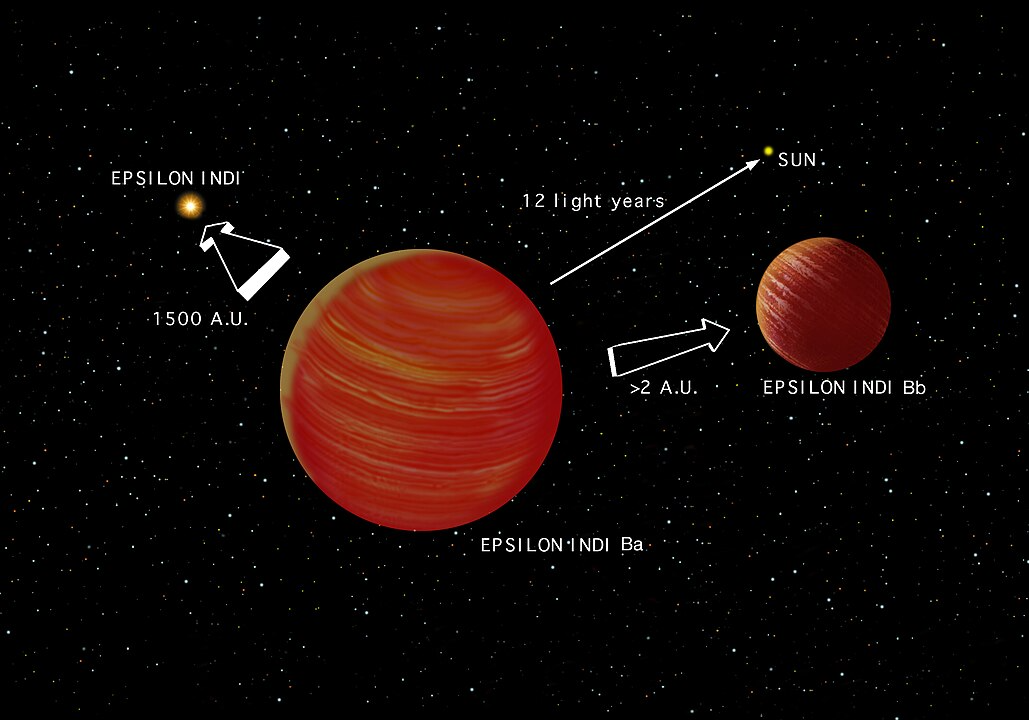 SUN
EPSILON INDI
12 light years
1500 A.U.
>2 A.U.
EPSILON INDI Bb
EPSILON INDI Ba